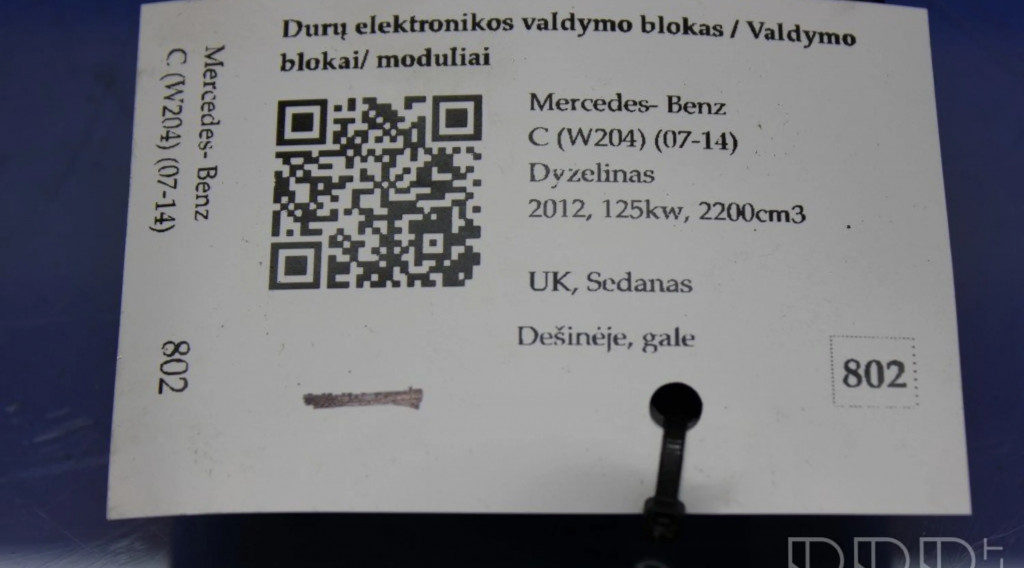 Durų elektronikos valdymo blokas / Valdymo
blokai/ moduliai
Mercedes- Benz
C (W204) (07-14)
Dyzelinas
2012, 125kw, 2200cm3
UK, Sedanas
Dešinėje, gale
802
Mercedes- Benz
C (W204) (07-14)
802